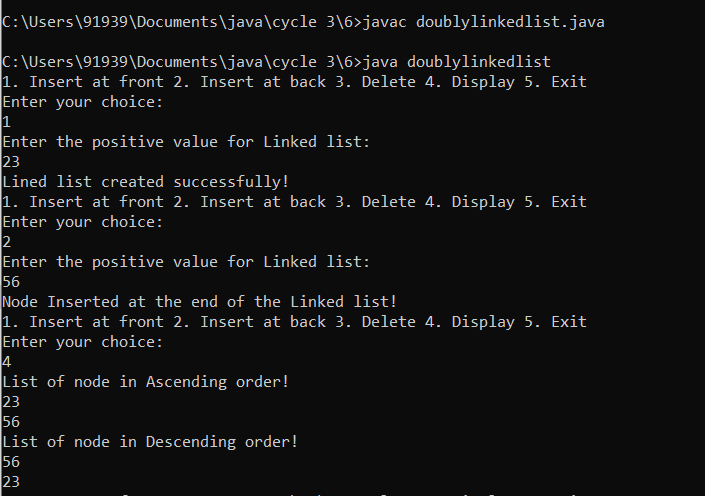 C:\Users\91939\Documents\java\cycle 3\6>javac doublylinkedlist.java
C:\Users\91939\Documents\java\cycle 3\6>java doublylinkedlist
1. Insert at front 2. Insert at back 3. Delete 4. Display 5. Exit
Enter your choice:
1
Enter the positive value for Linked list:
23
Lined list created successfully!
1. Insert at front 2. Insert at back 3. Delete 4. Display 5. Exit
Enter your choice:
2
Enter the positive value for Linked list:
56
Node Inserted at the end of the Linked list!
1. Insert at front 2. Insert at back 3. Delete 4. Display 5. Exit
Enter your choice:
4
List of node in Ascending order!
23
56
List of node in Descending order!
56
23